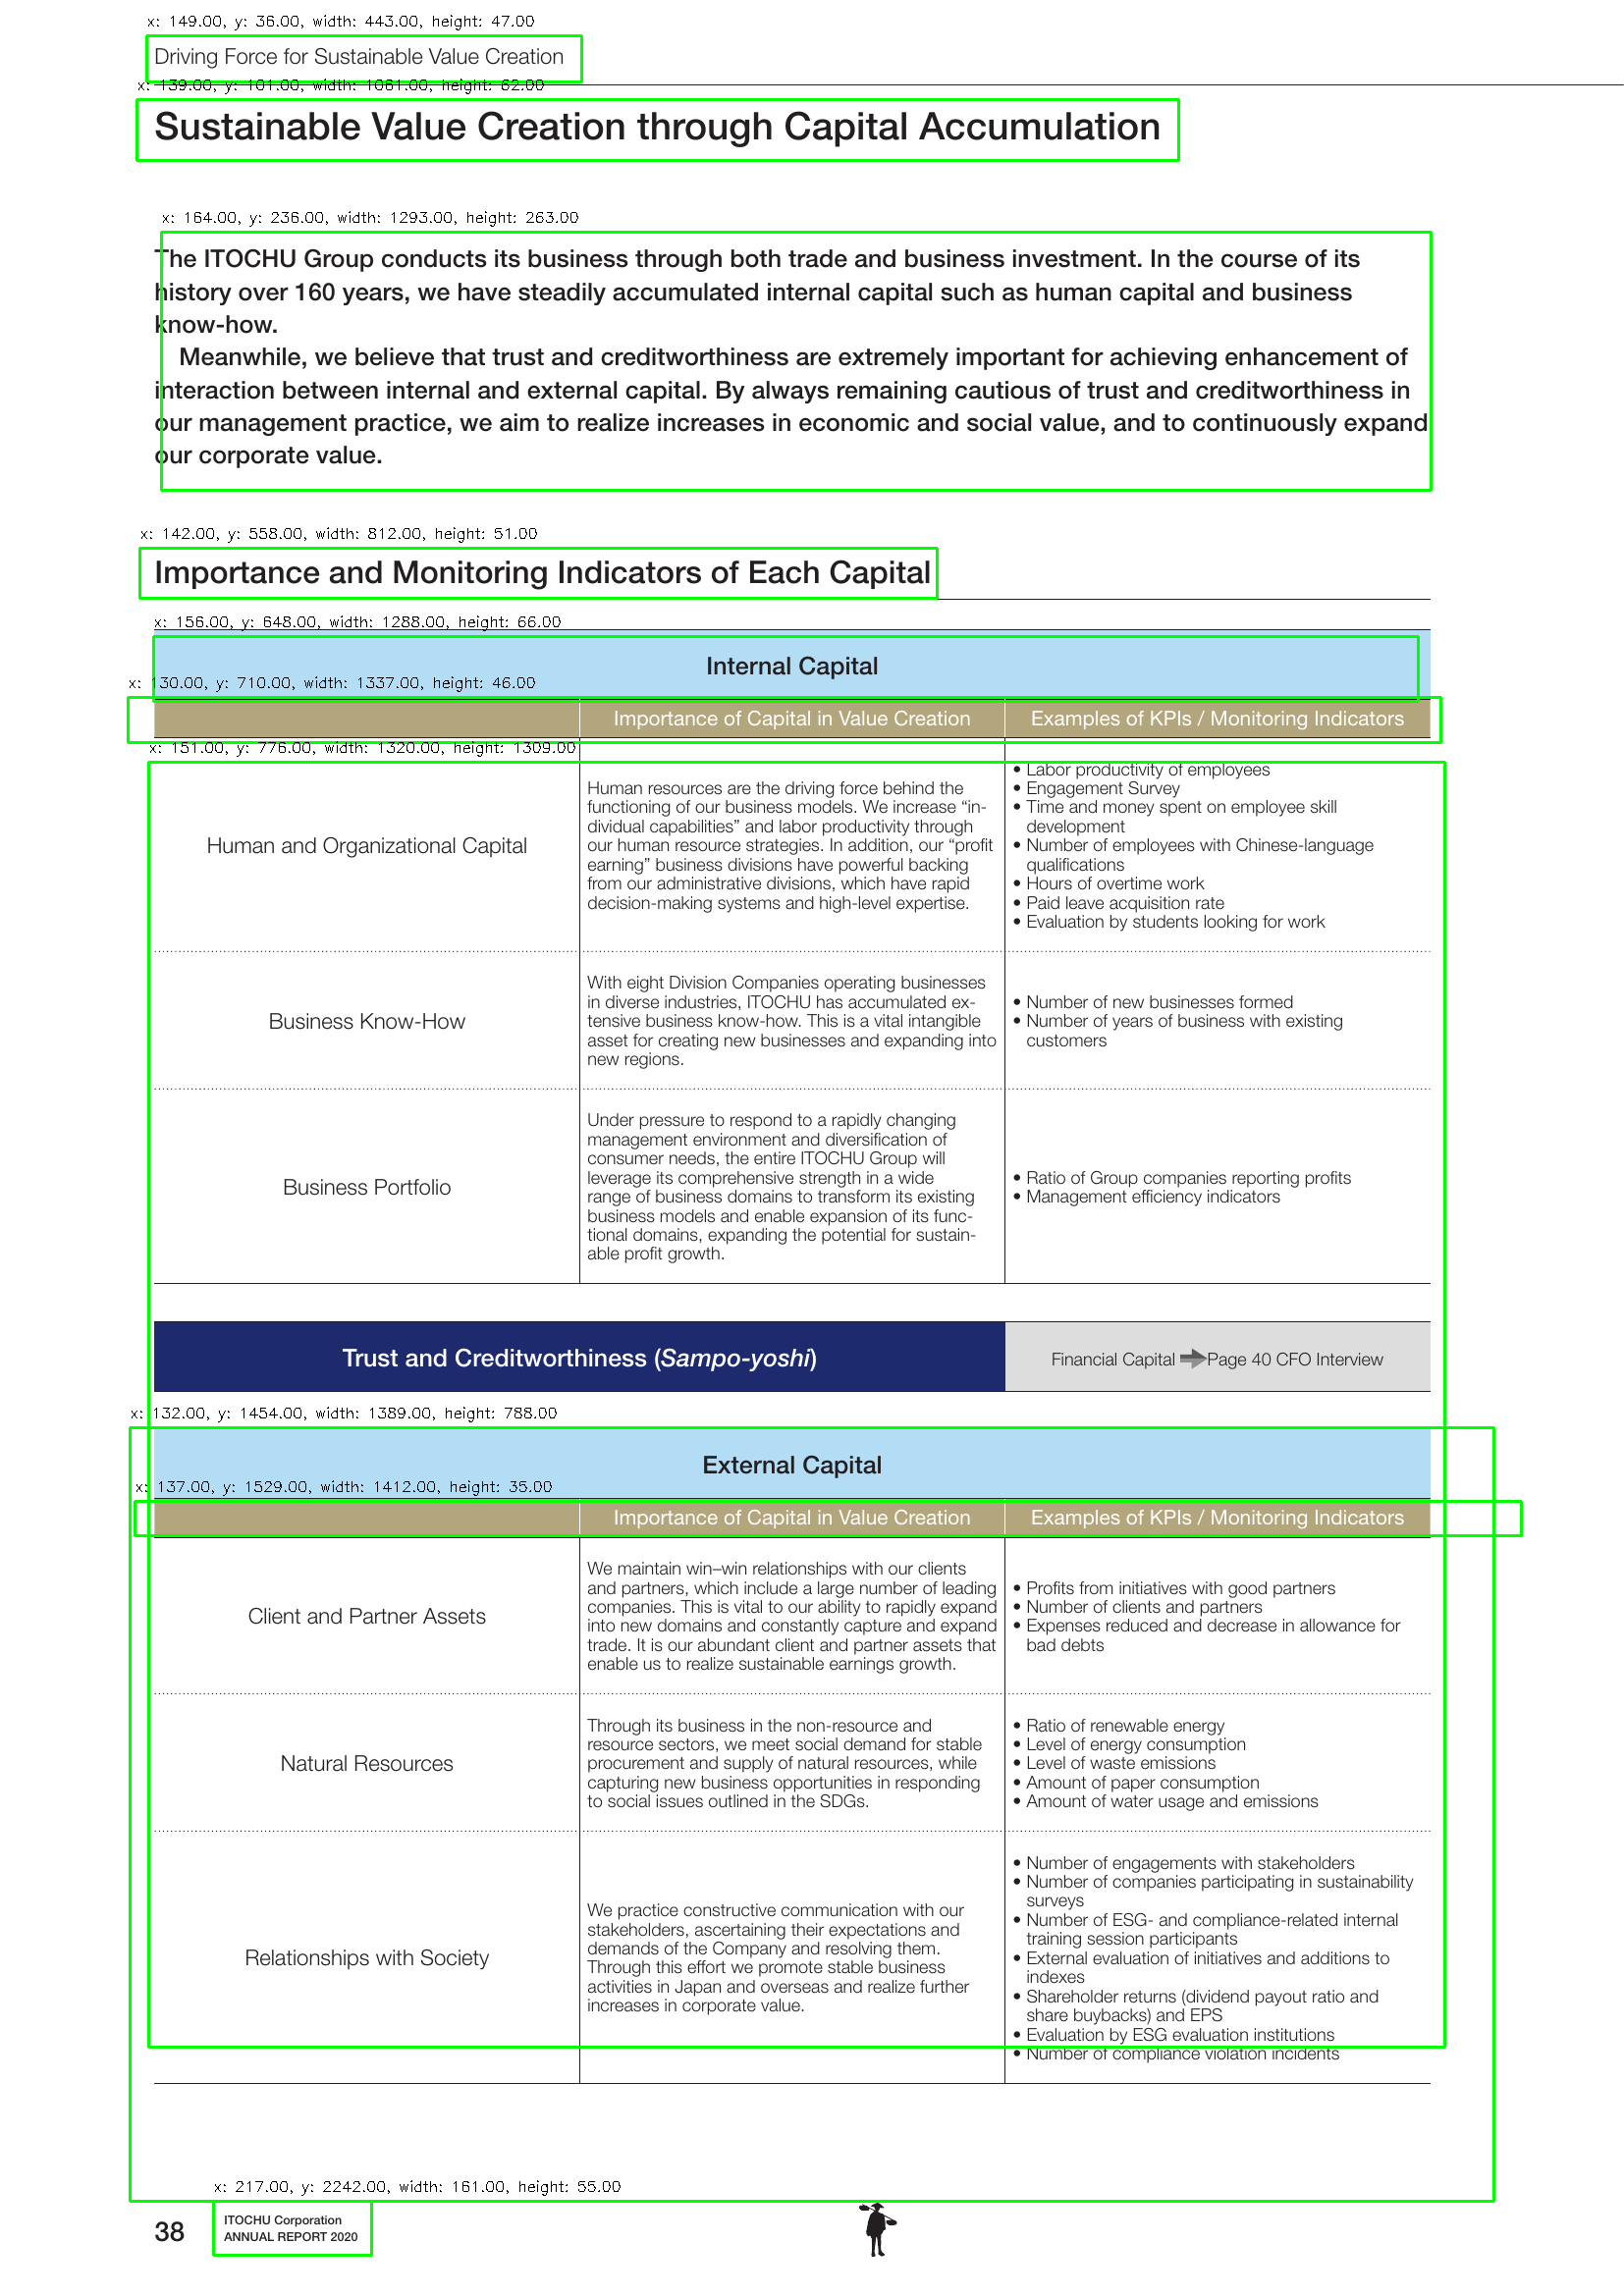 x: 149.00, y: 36.00, width: 443.00, height: 47.00
Driving Force for Sustainable Value Creation
x: 139.00, y: 101.00, width: 1061.00, height: 62.00
Sustainable Value Creation through Capital Accumulation
x: 164.00, y: 236.00, width: 1293.00, height: 263.00
The ITOCHU Group conducts its business through both trade and business investment. In the course of its
history over 160 years, we have steadily accumulated internal capital such as human capital and business
know-how.
Meanwhile, we believe that trust and creditworthiness are extremely important for achieving enhancement of
interaction between internal and external capital. By always remaining cautious of trust and creditworthiness in
our management practice, we aim to realize increases in economic and social value, and to continuously expand
our corporate value.
x: 142.00, y: 558.00, width: 812.00, height: 51.00
Importance and Monitoring Indicators of Each Capital
x: 156.00, y: 648.00, width: 1288.00, height: 66.00
Internal Capital
x: 130.00, y: 710.00, width: 1337.00, height: 46.00
Importance of Capital in Value Creation
Examples of KPIs / Monitoring Indicators
x: 151.00, y: 776.00, width: 1320.00, height: 1309.00
Human and Organizational Capital
Human resources are the driving force behind the
functioning of our business models. We increase “in-
dividual capabilities” and labor productivity through
our human resource strategies. In addition, our “profit
earning” business divisions have powerful backing
from our administrative divisions, which have rapid
decision-making systems and high-level expertise.
• Labor productivity of employees
• Engagement Survey
• Time and money spent on employee skill
development
• Number of employees with Chinese-language
qualifications
• Hours of overtime work
• Paid leave acquisition rate
• Evaluation by students looking for work
Business Know-How
With eight Division Companies operating businesses
in diverse industries, ITOCHU has accumulated ex-
tensive business know-how. This is a vital intangible
asset for creating new businesses and expanding into
new regions.
• Number of new businesses formed
• Number of years of business with existing
customers
Business Portfolio
Under pressure to respond to a rapidly changing
management environment and diversification of
consumer needs, the entire ITOCHU Group will
leverage its comprehensive strength in a wide
range of business domains to transform its existing
business models and enable expansion of its func-
tional domains, expanding the potential for sustain-
able profit growth.
• Ratio of Group companies reporting profits
• Management efficiency indicators
Trust and Creditworthiness (Sampo-yoshi)
Financial Capital Page 40 CFO Interview
x: 132.00, y: 1454.00, width: 1389.00, height: 788.00
External Capital
x: 137.00, y: 1529.00, width: 1412.00, height: 35.00
Importance of Capital in Value Creation
Examples of KPIs / Monitoring Indicators
Client and Partner Assets
We maintain win–win relationships with our clients
and partners, which include a large number of leading
companies. This is vital to our ability to rapidly expand
into new domains and constantly capture and expand
trade. It is our abundant client and partner assets that
enable us to realize sustainable earnings growth.
• Profits from initiatives with good partners
• Number of clients and partners
• Expenses reduced and decrease in allowance for
bad debts
Natural Resources
Through its business in the non-resource and
resource sectors, we meet social demand for stable
procurement and supply of natural resources, while
capturing new business opportunities in responding
to social issues outlined in the SDGs.
• Ratio of renewable energy
• Level of energy consumption
• Level of waste emissions
• Amount of paper consumption
• Amount of water usage and emissions
Relationships with Society
We practice constructive communication with our
stakeholders, ascertaining their expectations and
demands of the Company and resolving them.
Through this effort we promote stable business
activities in Japan and overseas and realize further
increases in corporate value.
• Number of engagements with stakeholders
• Number of companies participating in sustainability
surveys
• Number of ESG- and compliance-related internal
training session participants
• External evaluation of initiatives and additions to
indexes
• Shareholder returns (dividend payout ratio and
share buybacks) and EPS
• Evaluation by ESG evaluation institutions
• Number of compliance violation incidents
x: 217.00, y: 2242.00, width: 161.00, height: 55.00
38
ITOCHU Corporation
ANNUAL REPORT 2020